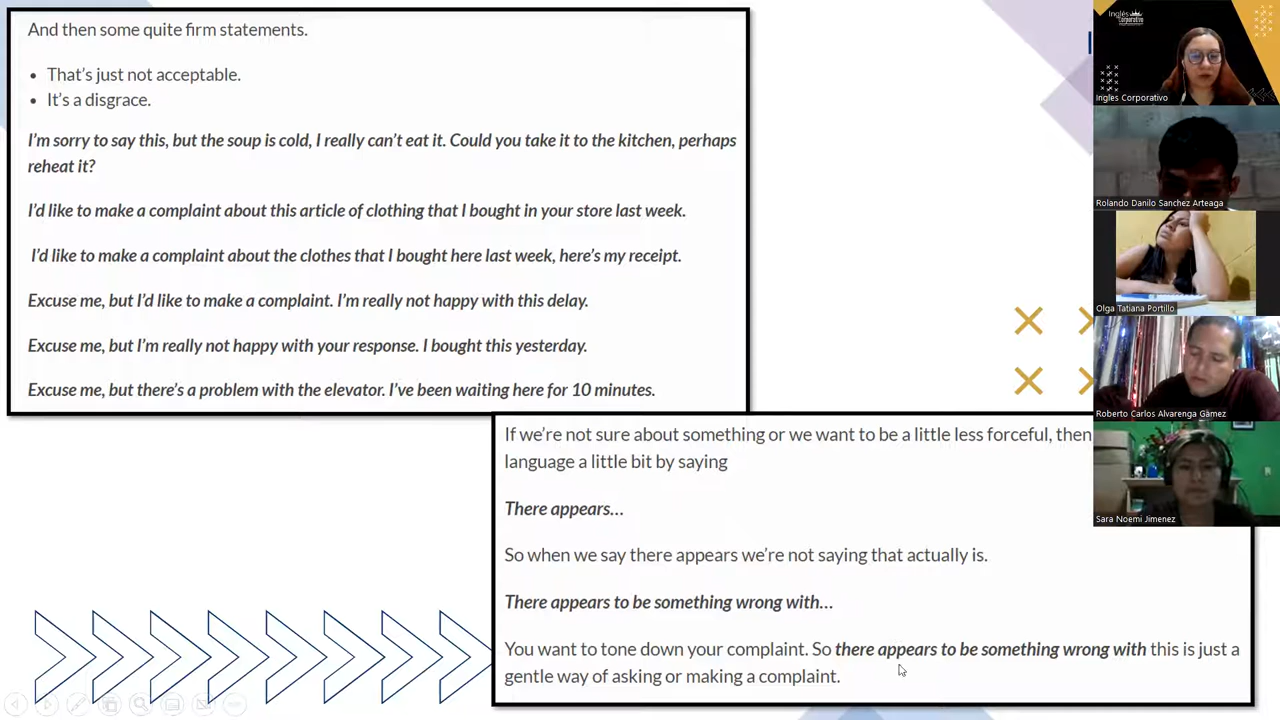 And then some quite firm statements.
• That's just not acceptable.
• It's a disgrace.
I'm sorry to say this, but the soup is cold, I really can't eat it. Could you take it to the kitchen, perhaps
reheat it?
I'd like to make a complaint about this article of clothing that I bought in your store last week.
I'd like to make a complaint about the clothes that I bought here last week, here's my receipt.
Excuse me, but I'd like to make a complaint. I'm really not happy with this delay.
Excuse me, but I'm really not happy with your response. I bought this yesterday.
Excuse me, but there's a problem with the elevator. I've been waiting here for 10 minutes.
If we're not sure about something or we want to be a little less forceful, then
language a little bit by saying
There appears...
So when we say there appears we're not saying that actually is.
There appears to be something wrong with...
You want to tone down your complaint. So there appears to be something wrong with this is just a
gentle way of asking or making a complaint.
Inglés
Corporativo
Ingles Corporativo
Rolando Danilo Sanchez Arteaga
Olga Tatiana Portillo
Roberto Carlos Alvarenga Gámez
Sara Noemi Jimenez